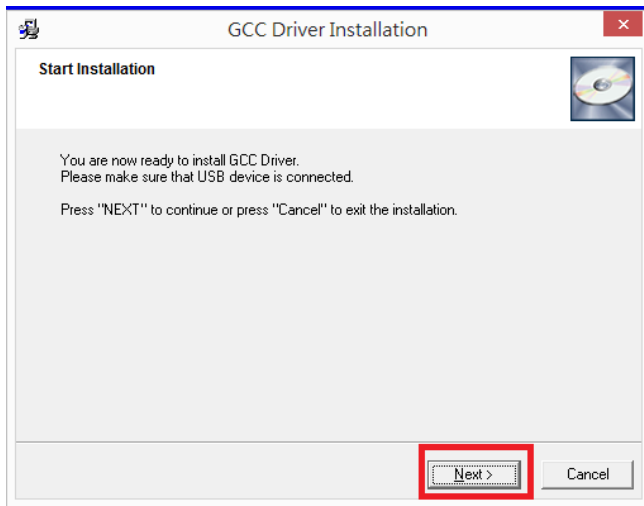 GCC Driver Installation
Start Installation
You are now ready to install GCC Driver.
Please make sure that USB device is connected.
Press "NEXT" to continue or press "Cancel" to exit the installation.
Next >
Cancel